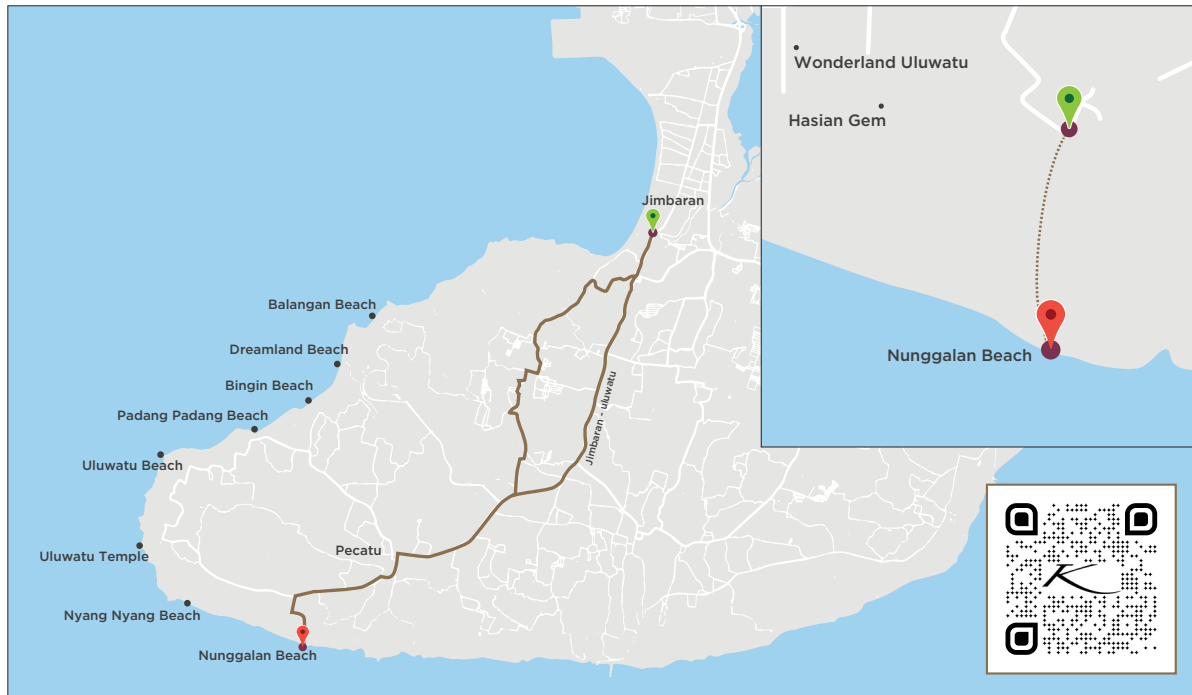 Wonderland Uluwatu
Hasian Gem
Jimbaran
Balangan Beach
Nunggalan Beach
Dreamland Beach
Bingin Beach
Jimbaran - uluwatu
Padang Padang Beach
Uluwatu Beach
Uluwatu Temple
Pecatu
Nyang Nyang Beach
Nunggalan Beach
K